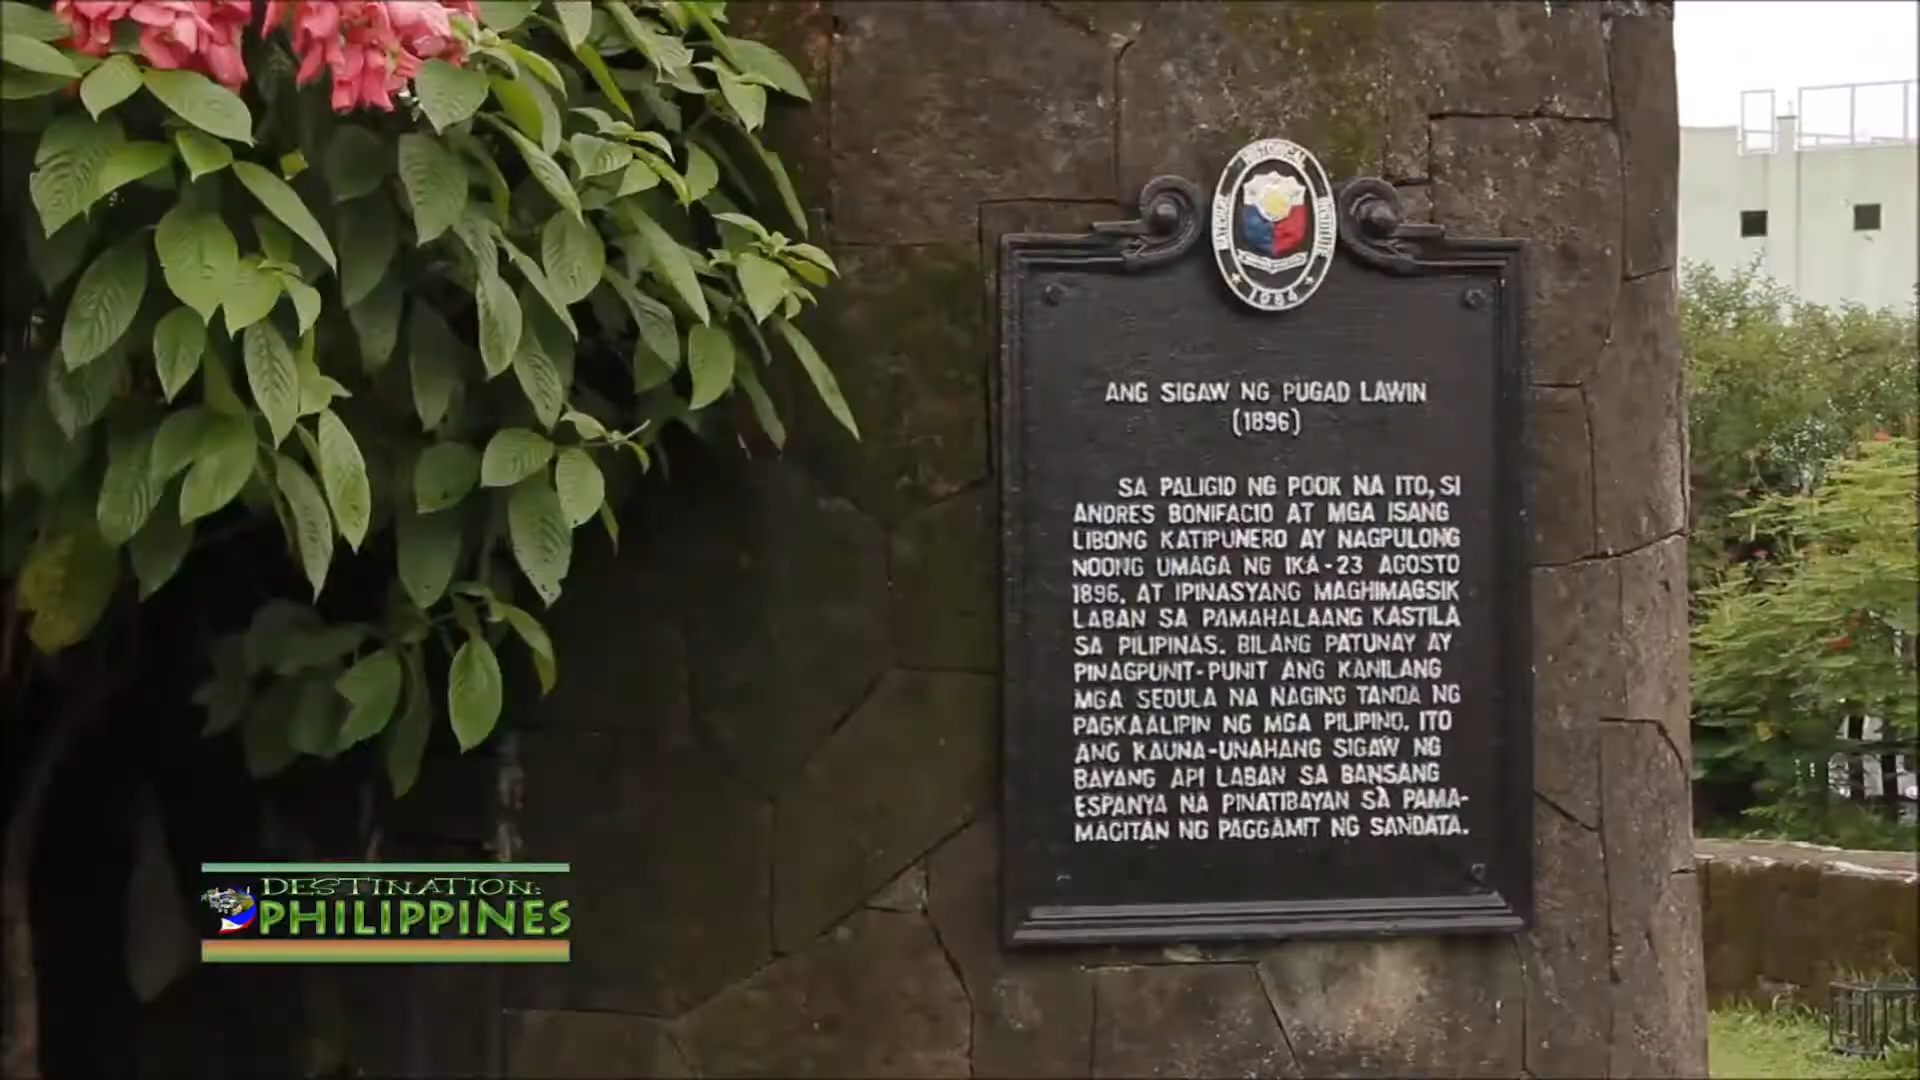 NATIONAL HISTORICAL INSTITUTE
1984
ANG SIGAW NG PUGAD LAWIN
(1896)
SA PALIGID NG POOK NA ITO, SI
ANDRES BONIFACIO AT MGA ISANG
LIBONG KATIPUNERO AY NAGPULONG
NOONG UMAGA NG IKA-23 AGOSTO
1896, AT IPINASYANG MAGHIMAGSIK
LABAN SA PAMAHALAANG KASTILA
SA PILIPINAS. BILANG PATUNAY AY
PINAGPUNIT-PUNIT ANG KANILANG
MGA SEDULA NA NAGING TANDA NG
PAGKAALIPIN NG MGA PILIPINO. ITO
ANG KAUNA-UNAHANG SIGAW NG
BAYANG API LABAN SA BANSANG
ESPANYA NA PINATIBAYAN SA PAMA-
MAGITAN NG PAGGAMIT NG SANDATA.
DESTINATION:
PHILIPPINES